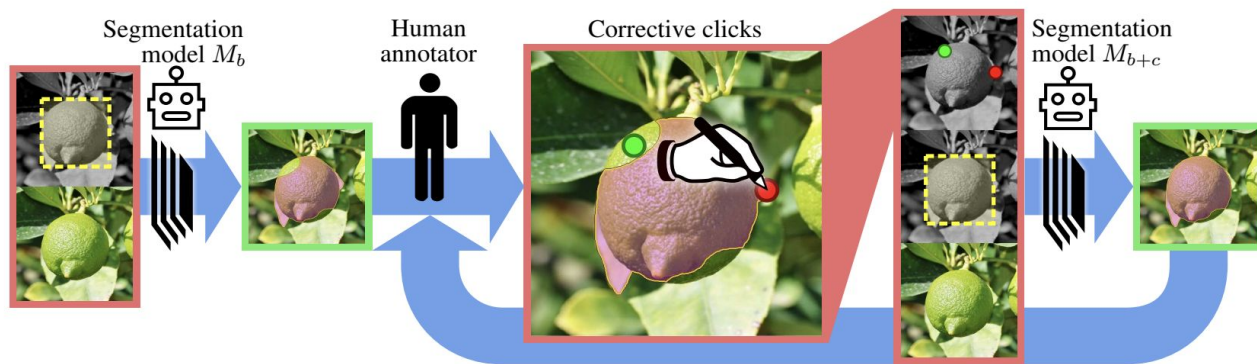 Segmentation
model M_b
Human
annotator
Corrective clicks
Segmentation
model M_{b+c}